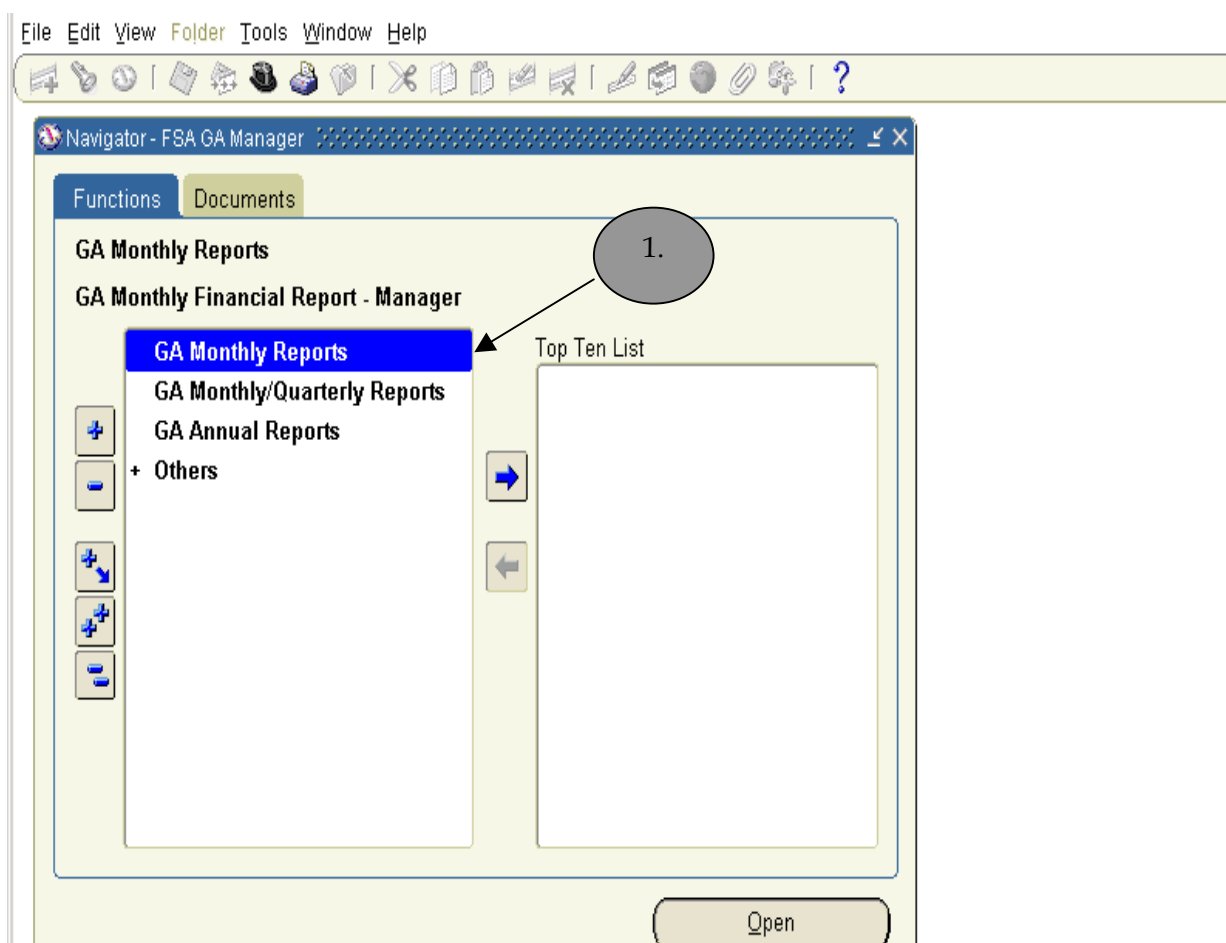 File Edit View Folder Tools Window Help
?
Navigator - FSA GA Manager
Functions Documents
GA Monthly Reports
1.
GA Monthly Financial Report - Manager
GA Monthly Reports
Top Ten List
GA Monthly/Quarterly Reports
GA Annual Reports
+ Others
Open